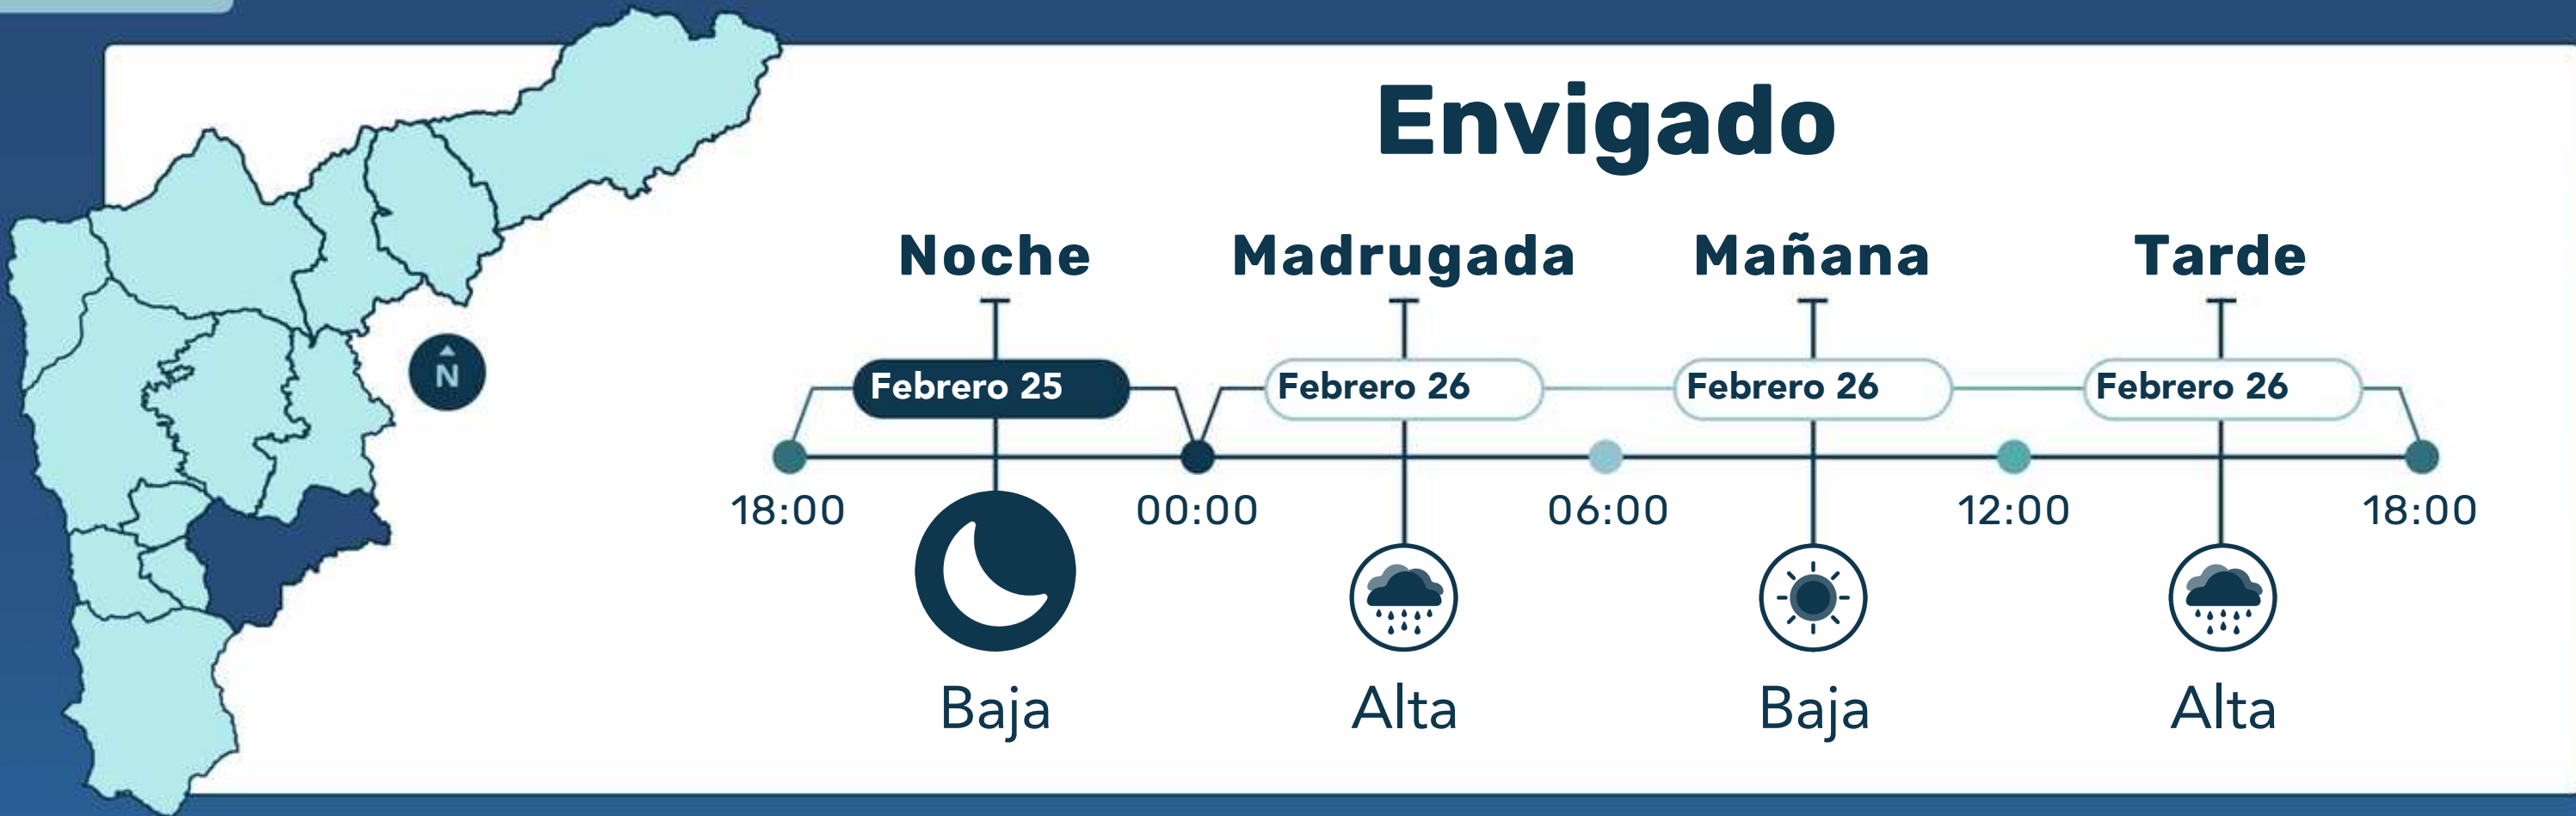 Envigado
Noche Madrugada Mañana Tarde
Febrero 25 Febrero 26 Febrero 26 Febrero 26
N
18:00 00:00 06:00 12:00 18:00
Baja Alta Baja Alta